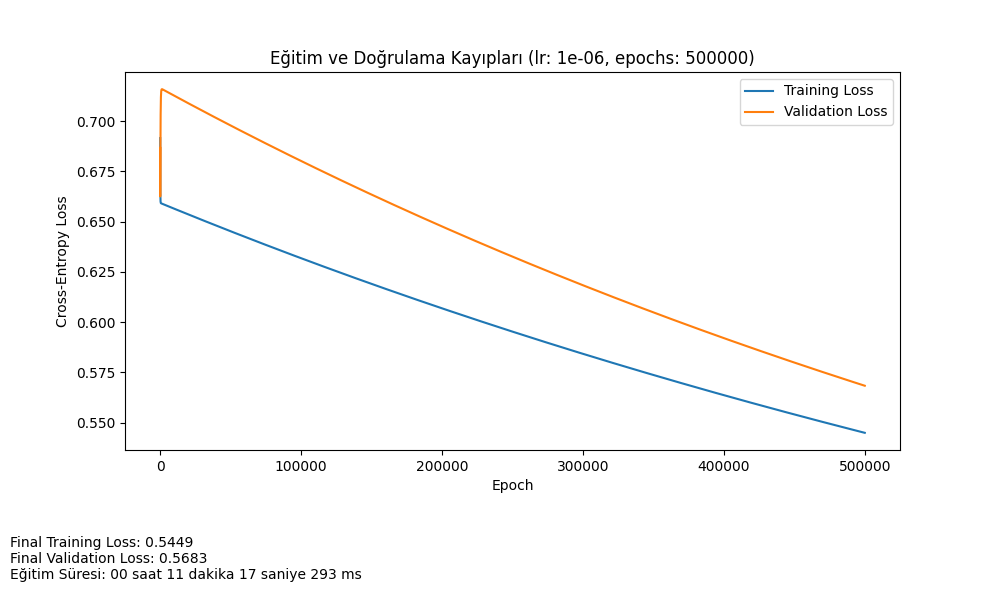 Eğitim ve Doğrulama Kayıpları (lr: 1e-06, epochs: 500000)
Training Loss
Validation Loss
0.700
0.675
0.650
0.625
0.600
0.575
0.550
Cross-Entropy Loss
0 100000 200000 300000 400000 500000
Epoch
Final Training Loss: 0.5449
Final Validation Loss: 0.5683
Eğitim Süresi: 00 saat 11 dakika 17 saniye 293 ms